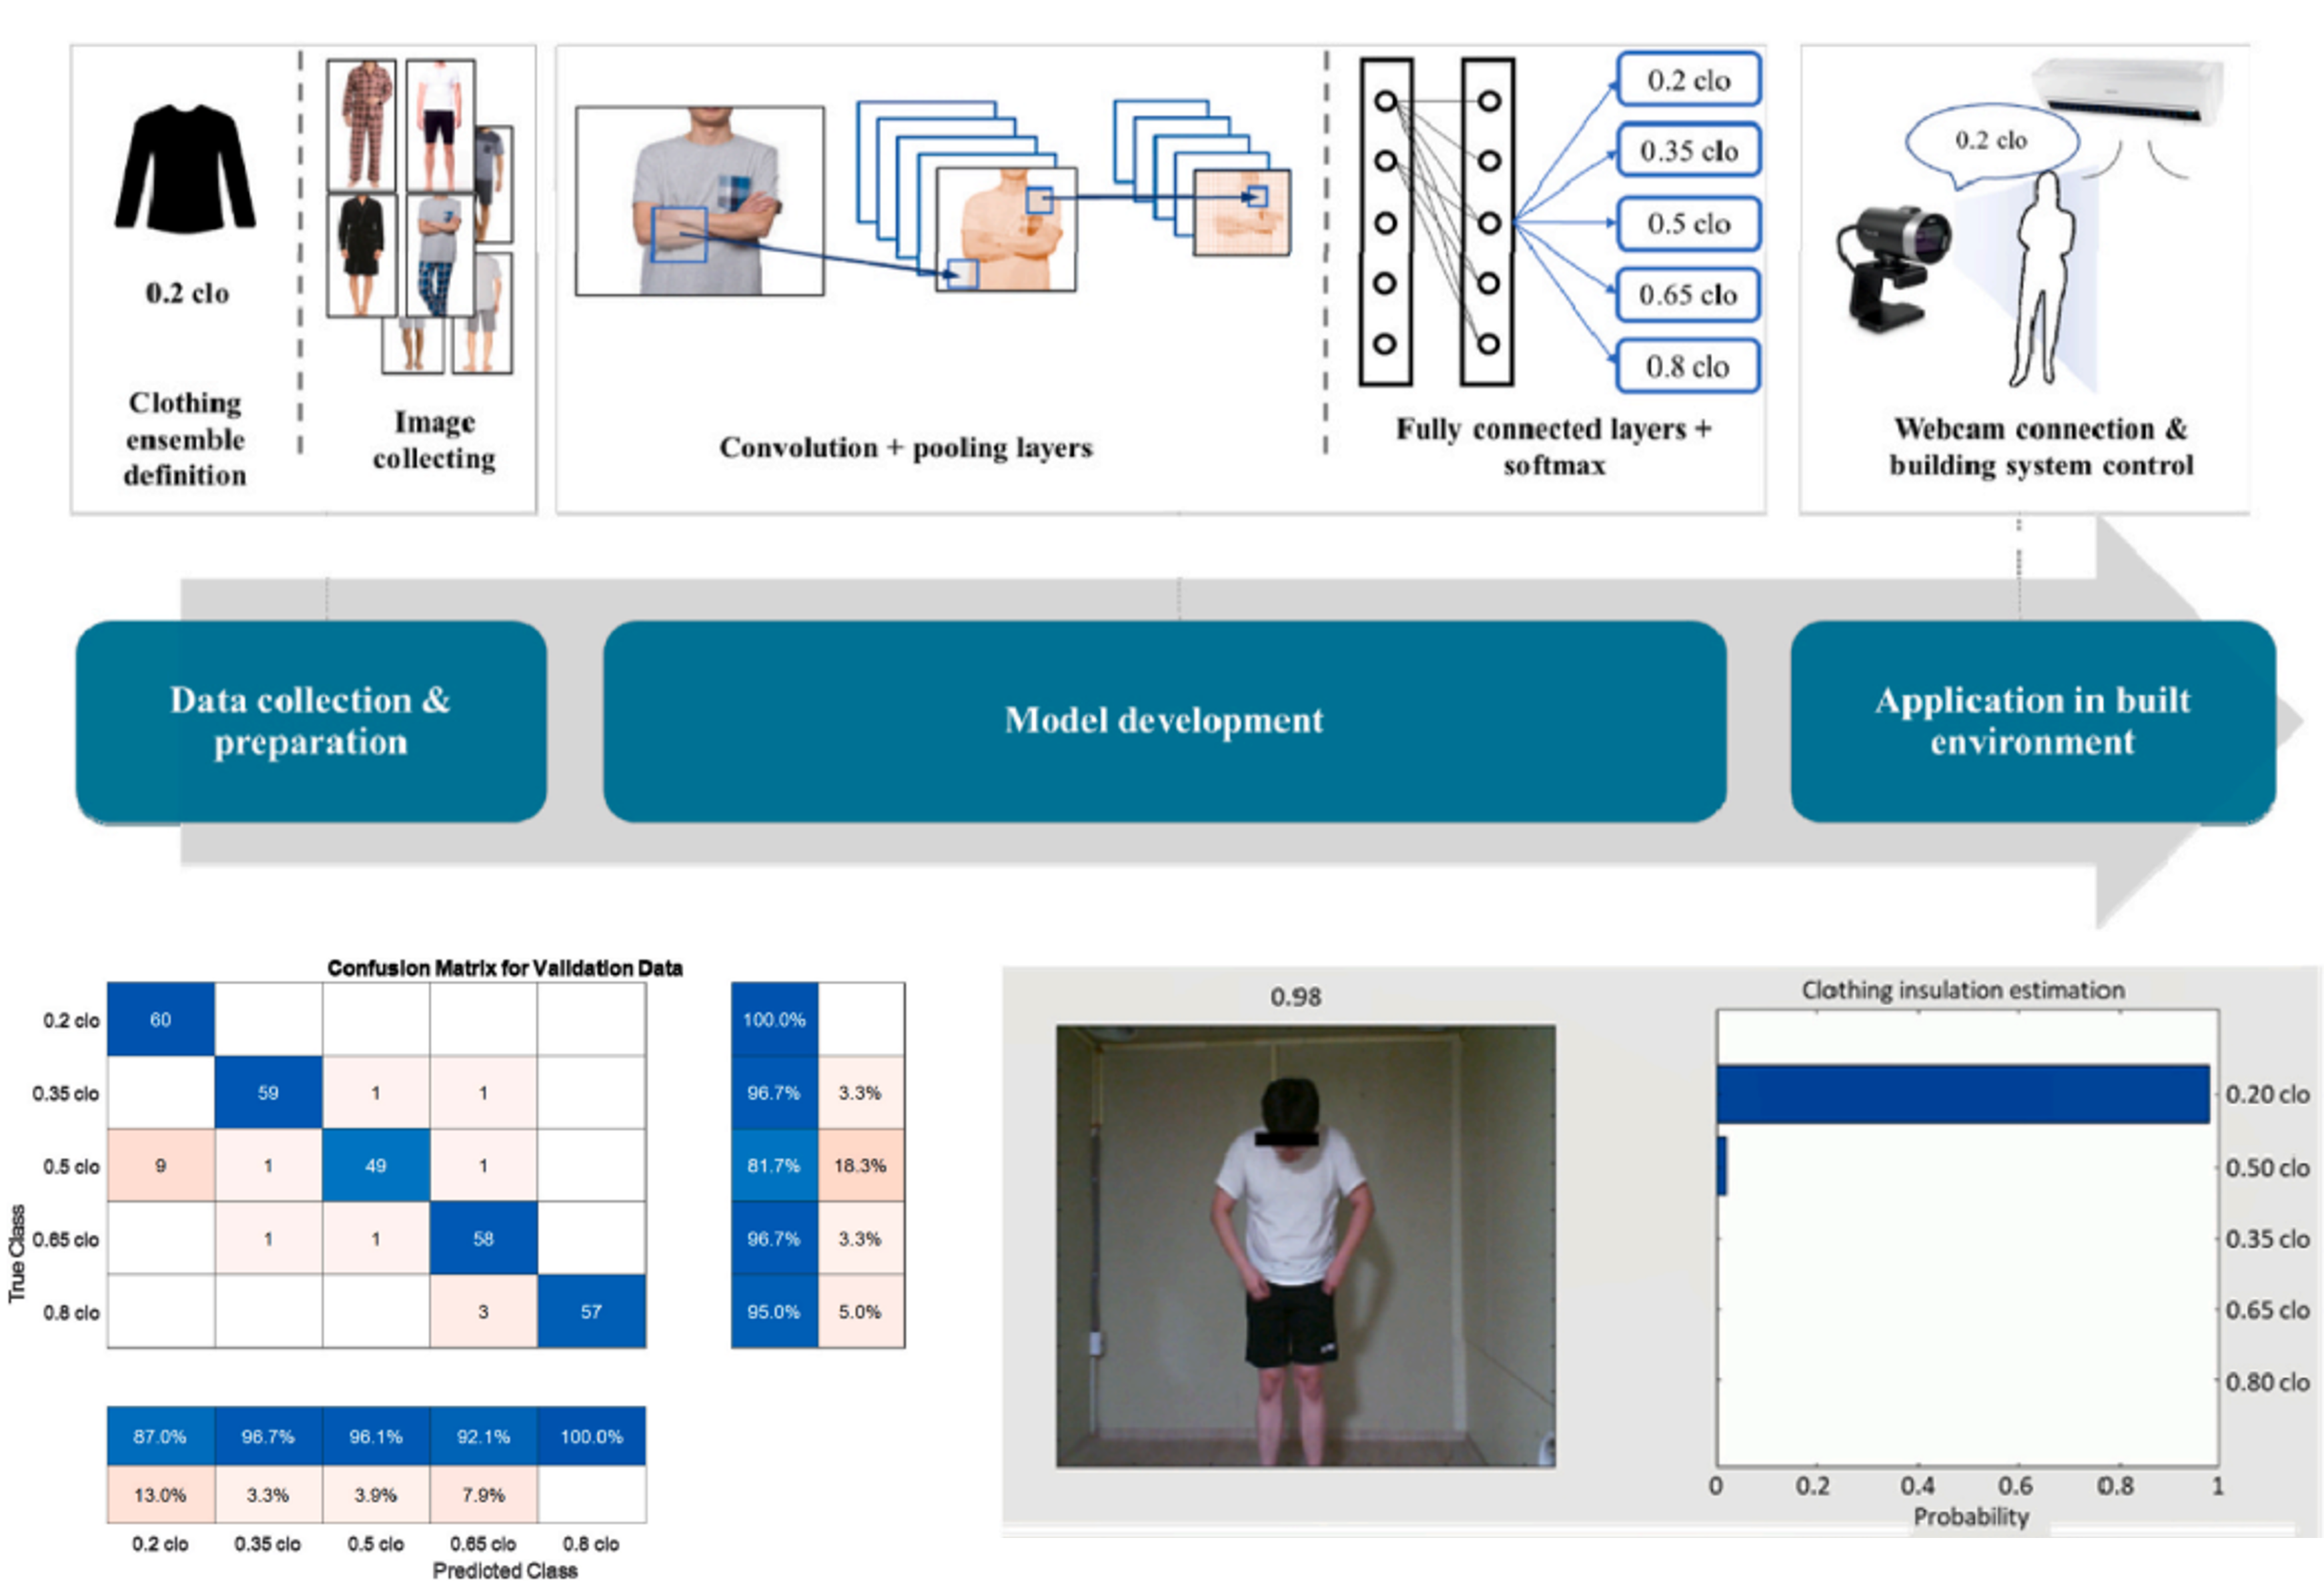 0.2 clo
Clothing
ensemble
definition
Image
collecting
Convolution + pooling layers
0.2 clo
0.35 clo
0.5 clo
0.65 clo
0.8 clo
Fully connected layers +
softmax
0.2 clo
Webcam connection &
building system control
Data collection &
preparation
Model development
Application in built
environment
Confusion Matrix for Validation Data
True Class
0.2 clo 60 100.0%
0.35 clo 59 1 1 96.7% 3.3%
0.5 clo 9 1 49 1 81.7% 18.3%
0.65 clo 1 1 58 96.7% 3.3%
0.8 clo 3 57 95.0% 5.0%
87.0% 96.7% 96.1% 92.1% 100.0%
13.0% 3.3% 3.9% 7.9%
0.2 clo 0.35 clo 0.5 clo 0.65 clo 0.8 clo
Predicted Class
0.98
Clothing insulation estimation
0.20 clo
0.50 clo
0.35 clo
0.65 clo
0.80 clo
0 0.2 0.4 0.6 0.8 1
Probability